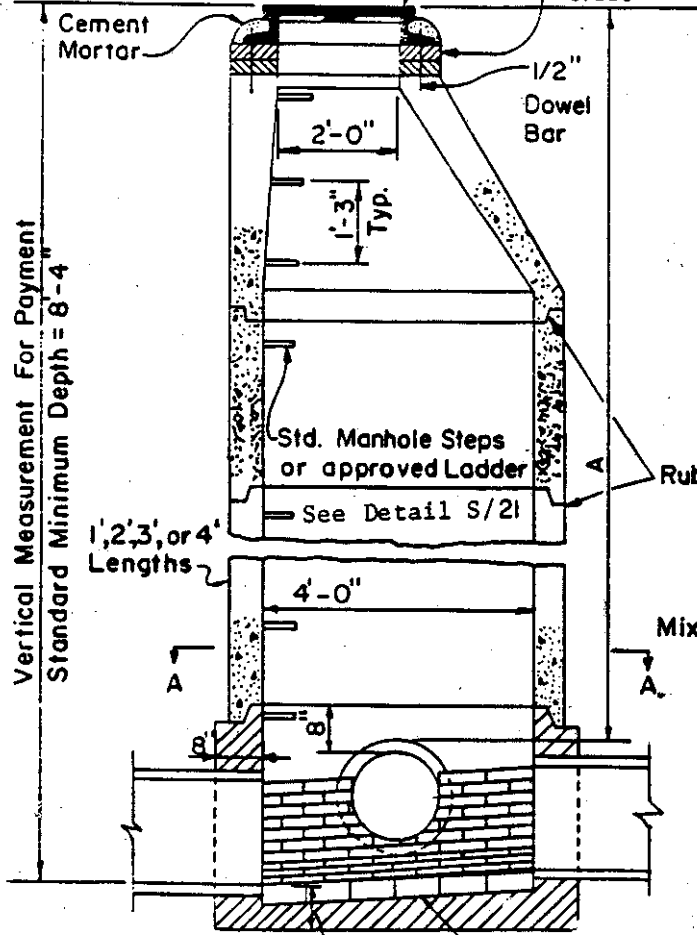 Cement
Mortar
1/2"
Dowel
Bar
2'-0"
1'-3"
Typ.
Vertical Measurement For Payment
Standard Minimum Depth = 8'-4"
Std. Manhole Steps
or approved Ladder
A
Rub
See Detail S/21
1',2',3', or 4'
Lengths
4'-0"
Mix
A
A
8"
8"